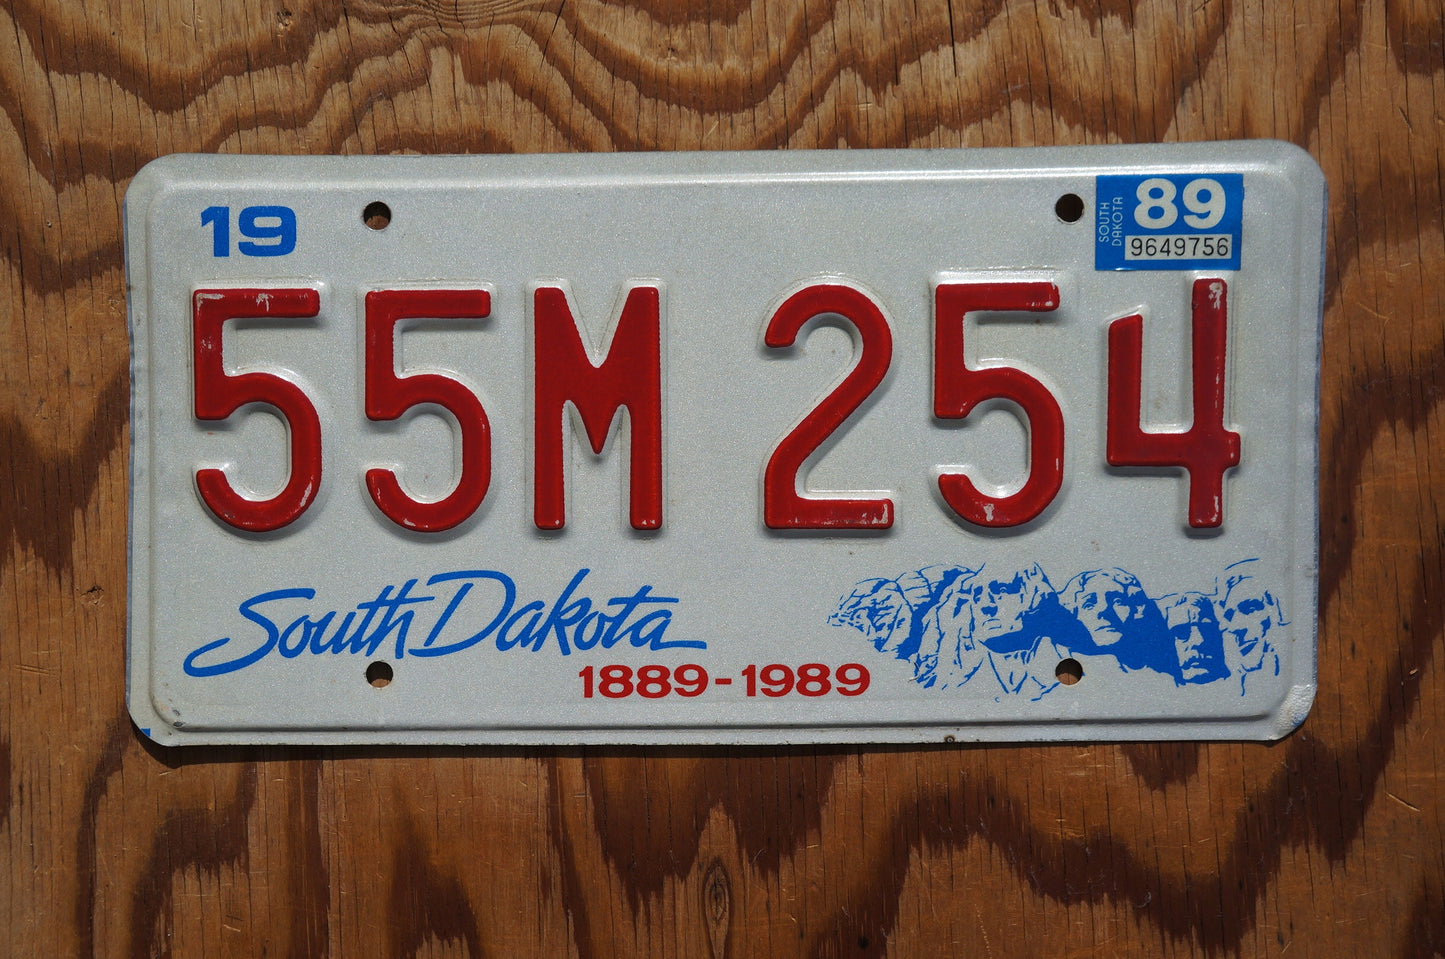 19
SOUTH DAKOTA
89
9649756
55M 254
South Dakota
1889-1989